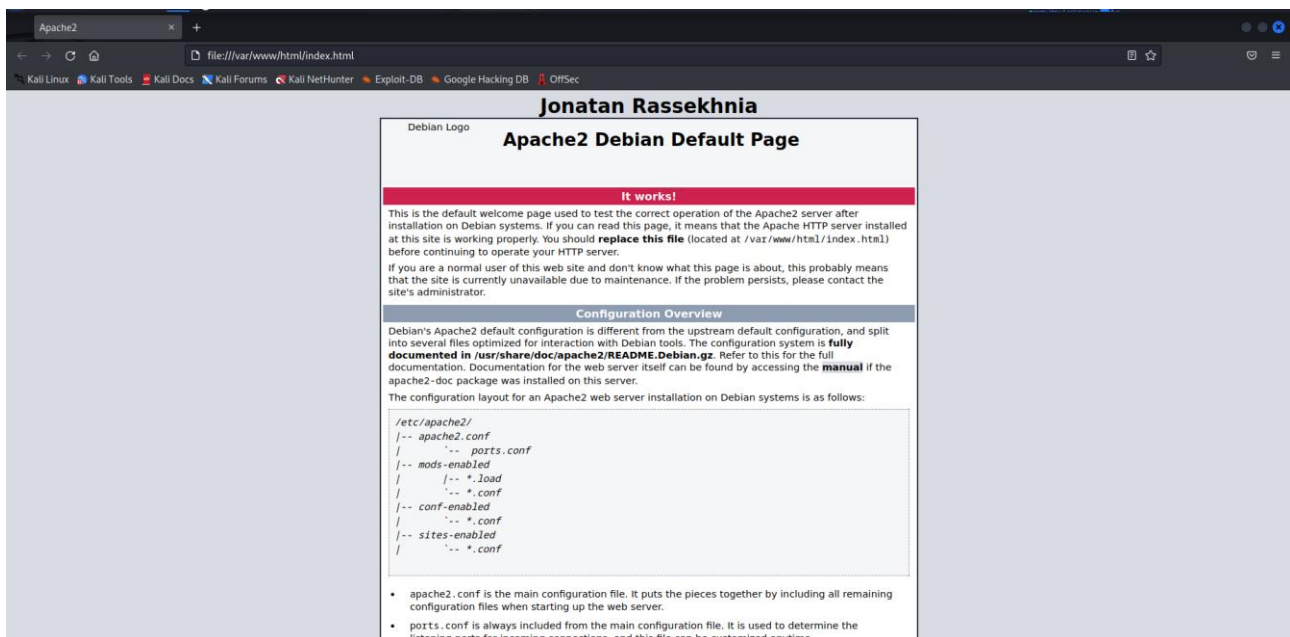 Apache2
file:///var/www/html/index.html
Kali Linux Kali Tools Kali Docs Kali Forums Kali NetHunter Exploit-DB Google Hacking DB OffSec
Jonatan Rassekhnia
Debian Logo
Apache2 Debian Default Page
It works!
This is the default welcome page used to test the correct operation of the Apache2 server after
installation on Debian systems. If you can read this page, it means that the Apache HTTP server installed
at this site is working properly. You should replace this file (located at /var/www/html/index.html)
before continuing to operate your HTTP server.
If you are a normal user of this web site and don't know what this page is about, this probably means
that the site is currently unavailable due to maintenance. If the problem persists, please contact the
site's administrator.
Configuration Overview
Debian's Apache2 default configuration is different from the upstream default configuration, and split
into several files optimized for interaction with Debian tools. The configuration system is fully
documented in /usr/share/doc/apache2/README.Debian.gz. Refer to this for the full
documentation. Documentation for the web server itself can be found by accessing the manual if the
apache2-doc package was installed on this server.
The configuration layout for an Apache2 web server installation on Debian systems is as follows:
/etc/apache2/
|-- apache2.conf
|       `--  ports.conf
|-- mods-enabled
|       |-- *.load
|       `-- *.conf
|-- conf-enabled
|       `-- *.conf
|-- sites-enabled
|       `-- *.conf
• apache2.conf is the main configuration file. It puts the pieces together by including all remaining
configuration files when starting up the web server.
• ports.conf is always included from the main configuration file. It is used to determine the
listening ports for incoming connections, and this file can be customized anytime.